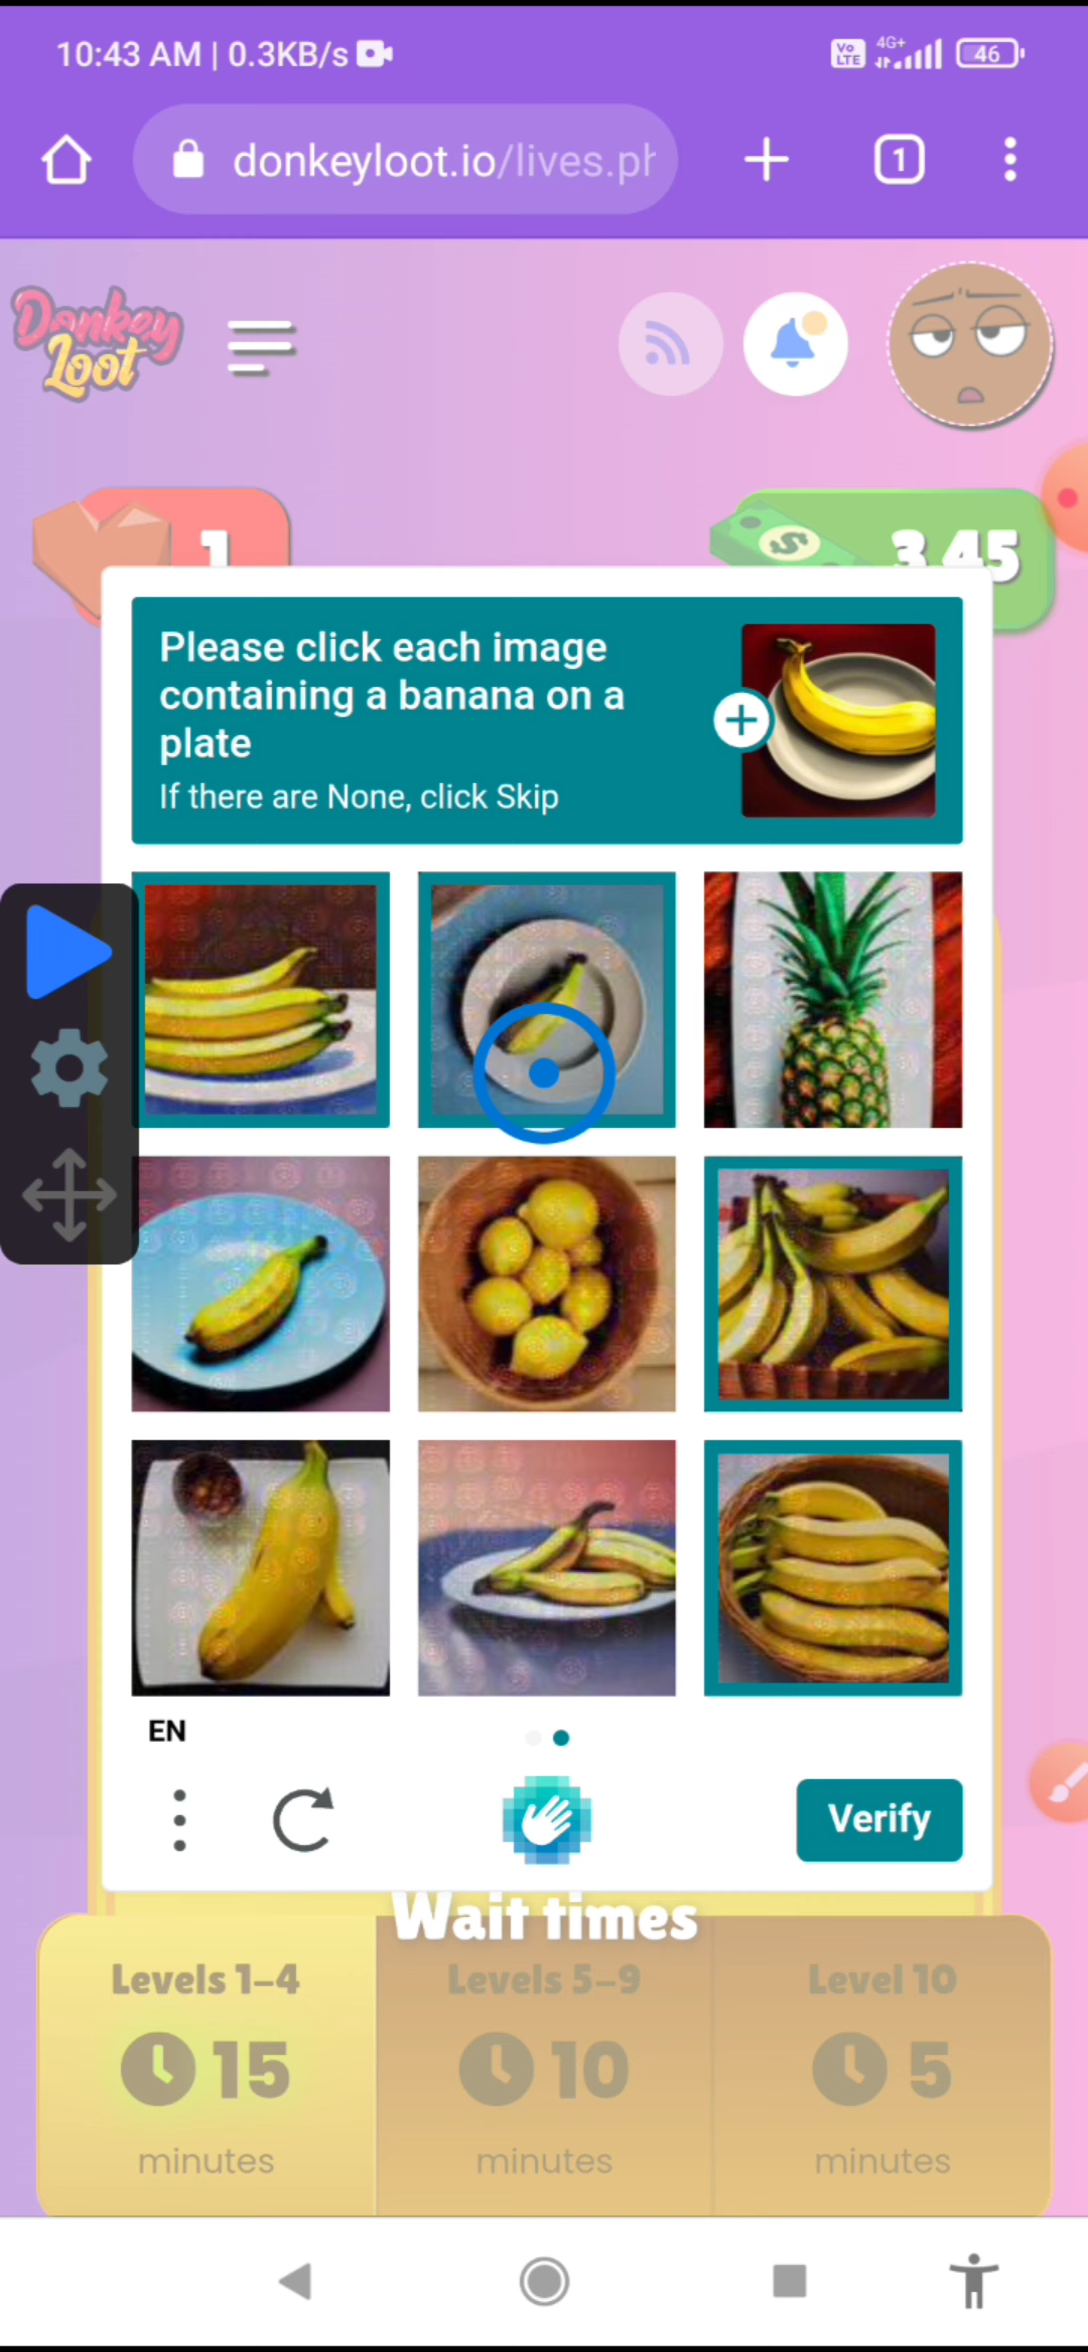 10:43 AM | 0.3KB/s
Vo LTE 4G+ 46
donkeyloot.io/lives.ph
1
Donkey
Loot
1
3.45
Please click each image
containing a banana on a
plate
If there are None, click Skip
EN
Verify
Wait times
Levels 1-4
Levels 5-9
Level 10
15
10
5
minutes
minutes
minutes